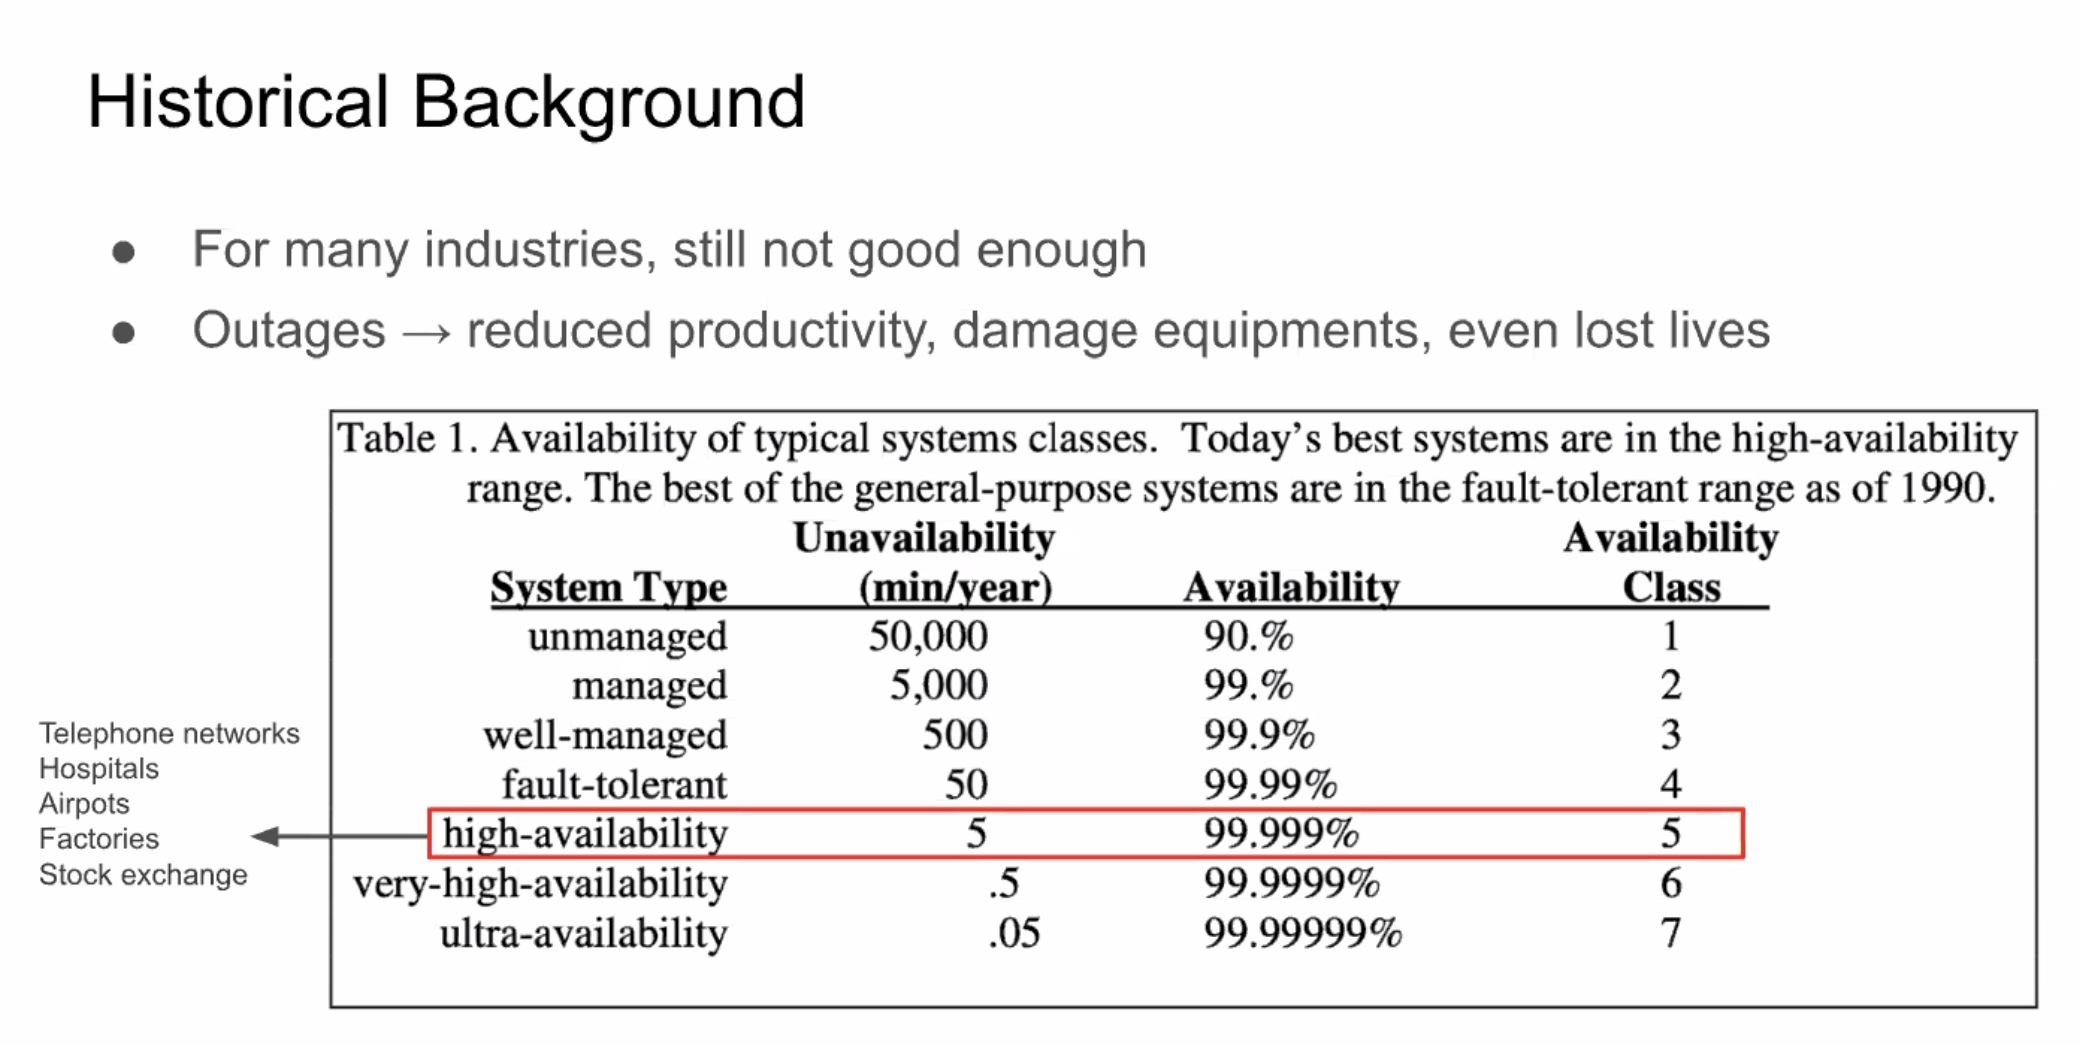 Historical Background
● For many industries, still not good enough
● Outages → reduced productivity, damage equipments, even lost lives
Table 1. Availability of typical systems classes. Today's best systems are in the high-availability
range. The best of the general-purpose systems are in the fault-tolerant range as of 1990.
Unavailability Availability
System Type (min/year) Availability Class
unmanaged 50,000 90.% 1
managed 5,000 99.% 2
well-managed 500 99.9% 3
fault-tolerant 50 99.99% 4
high-availability 5 99.999% 5
very-high-availability .5 99.9999% 6
ultra-availability .05 99.99999% 7
Telephone networks
Hospitals
Airpots
Factories
Stock exchange